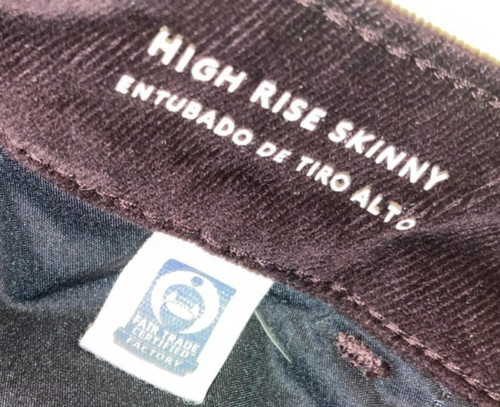 HIGH RISE SKINNY
ENTUBADO DE TIRO ALTO
FAIR TRADE
CERTIFIED
FACTORY